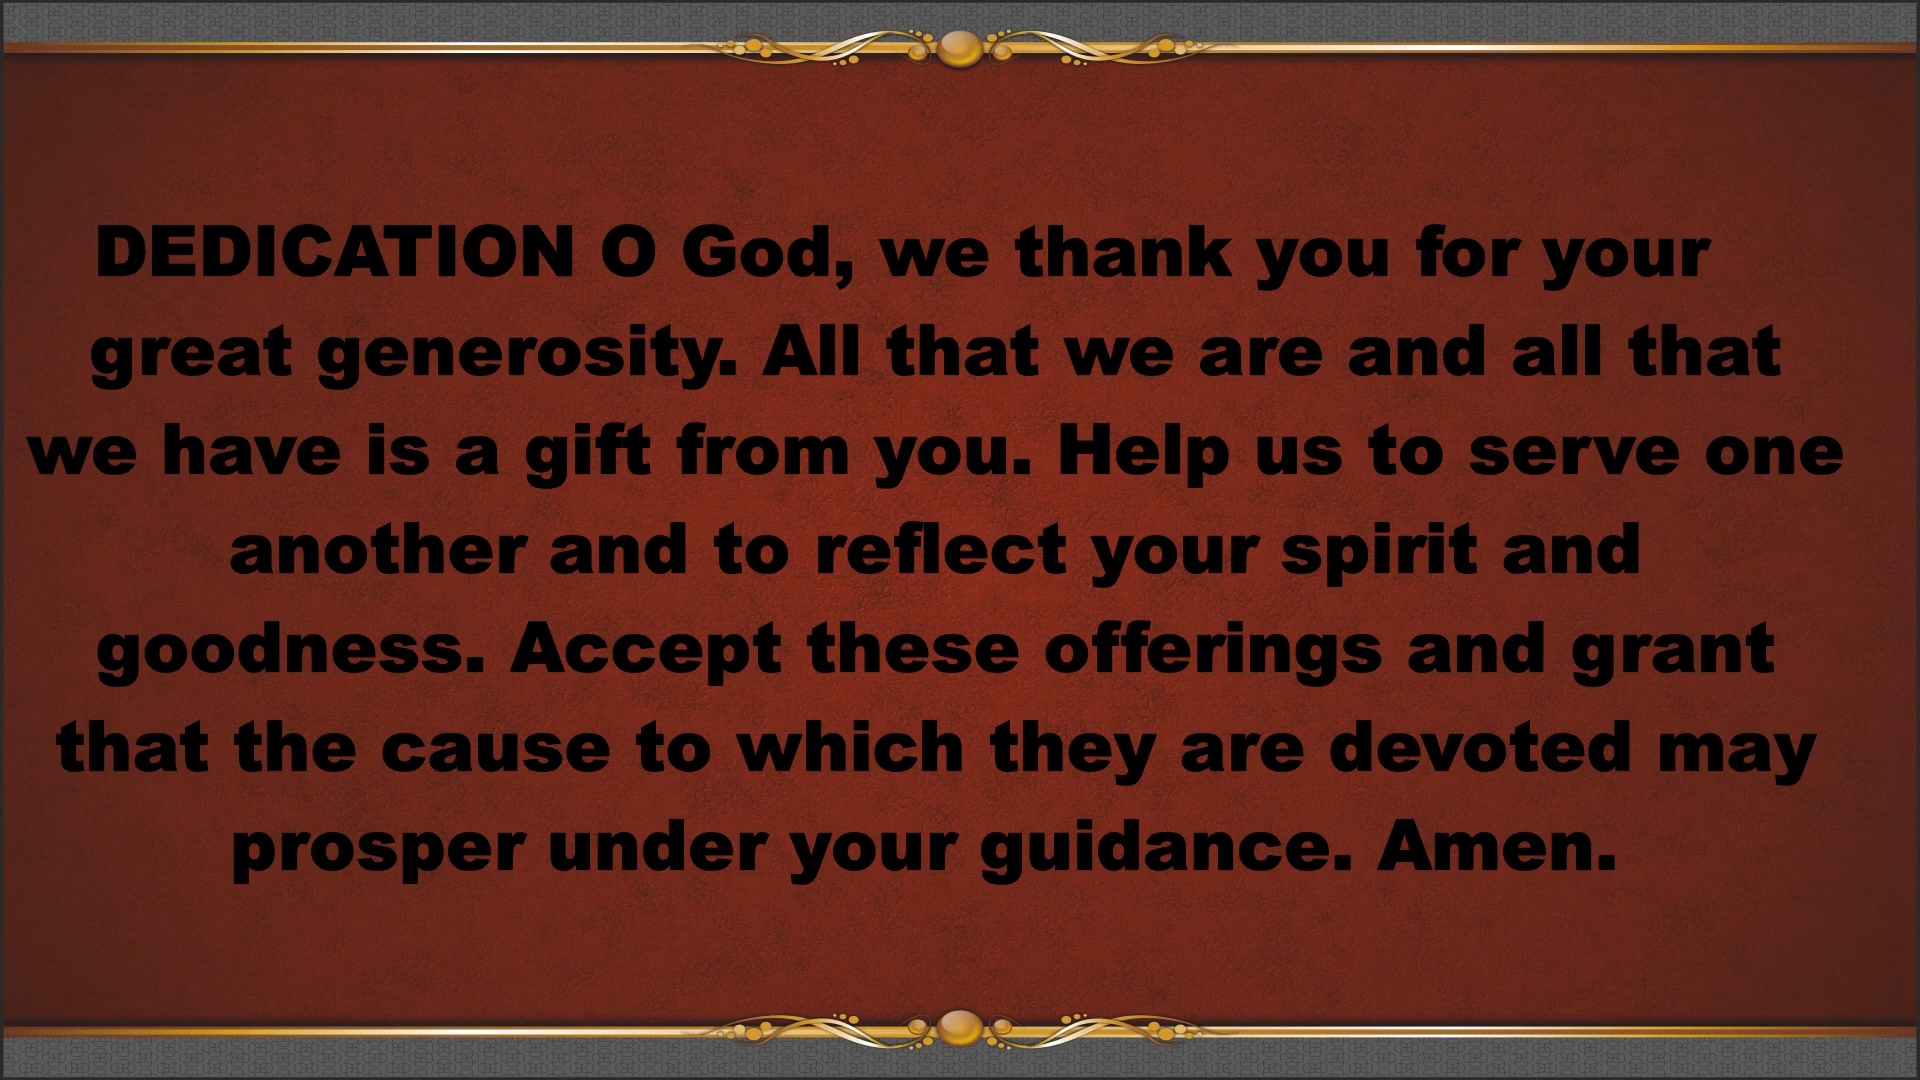 DEDICATION O God, we thank you for your
great generosity. All that we are and all that
we have is a gift from you. Help us to serve one
another and to reflect your spirit and
goodness. Accept these offerings and grant
that the cause to which they are devoted may
prosper under your guidance. Amen.